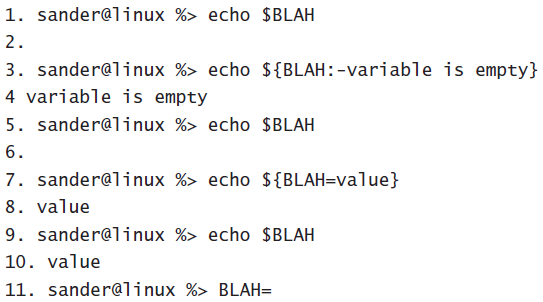 1. sander@linux %> echo $BLAH
2.
3. sander@linux %> echo ${BLAH:-variable is empty}
4 variable is empty
5. sander@linux %> echo $BLAH
6.
7. sander@linux %> echo ${BLAH=value}
8. value
9. sander@linux %> echo $BLAH
10. value
11. sander@linux %> BLAH=